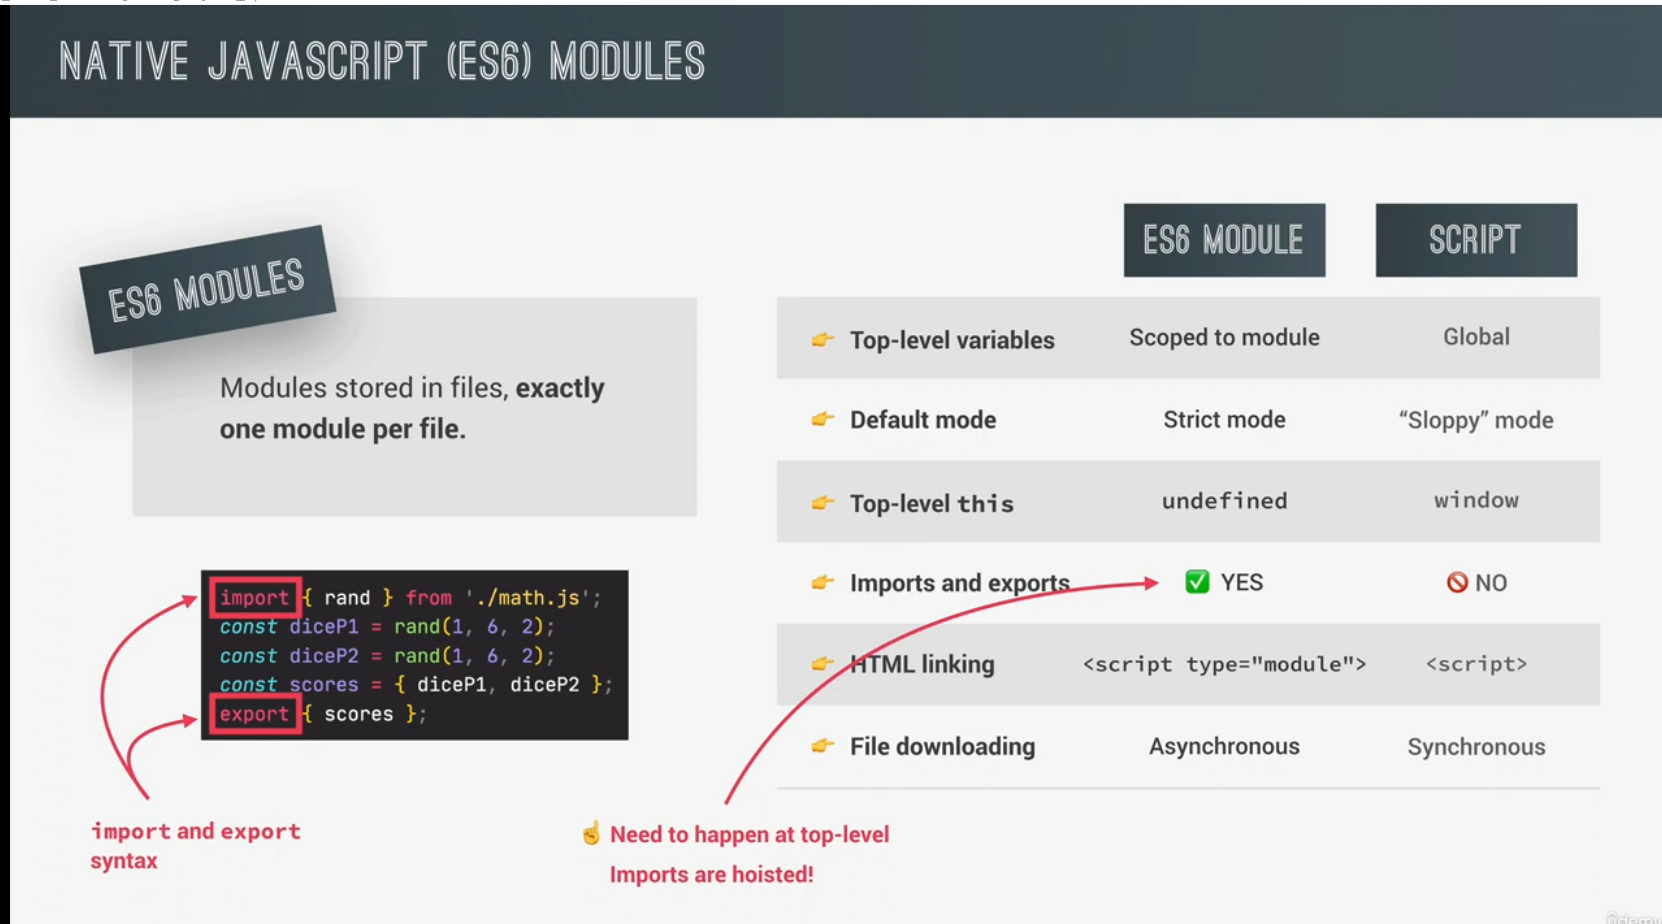 NATIVE JAVASCRIPT (ES6) MODULES
ES6 MODULES
Modules stored in files, exactly
one module per file.
import { rand } from './math.js';
const diceP1 = rand(1, 6, 2);
const diceP2 = rand(1, 6, 2);
const scores = { diceP1, diceP2 };
export { scores };
import and export
syntax
ES6 MODULE SCRIPT
👉 Top-level variables Scoped to module Global
👉 Default mode Strict mode “Sloppy” mode
👉 Top-level this undefined window
👉 Imports and exports ✅ YES 🚫 NO
👉 HTML linking <script type="module"> <script>
👉 File downloading Asynchronous Synchronous
☝ Need to happen at top-level
Imports are hoisted!
ûdemy